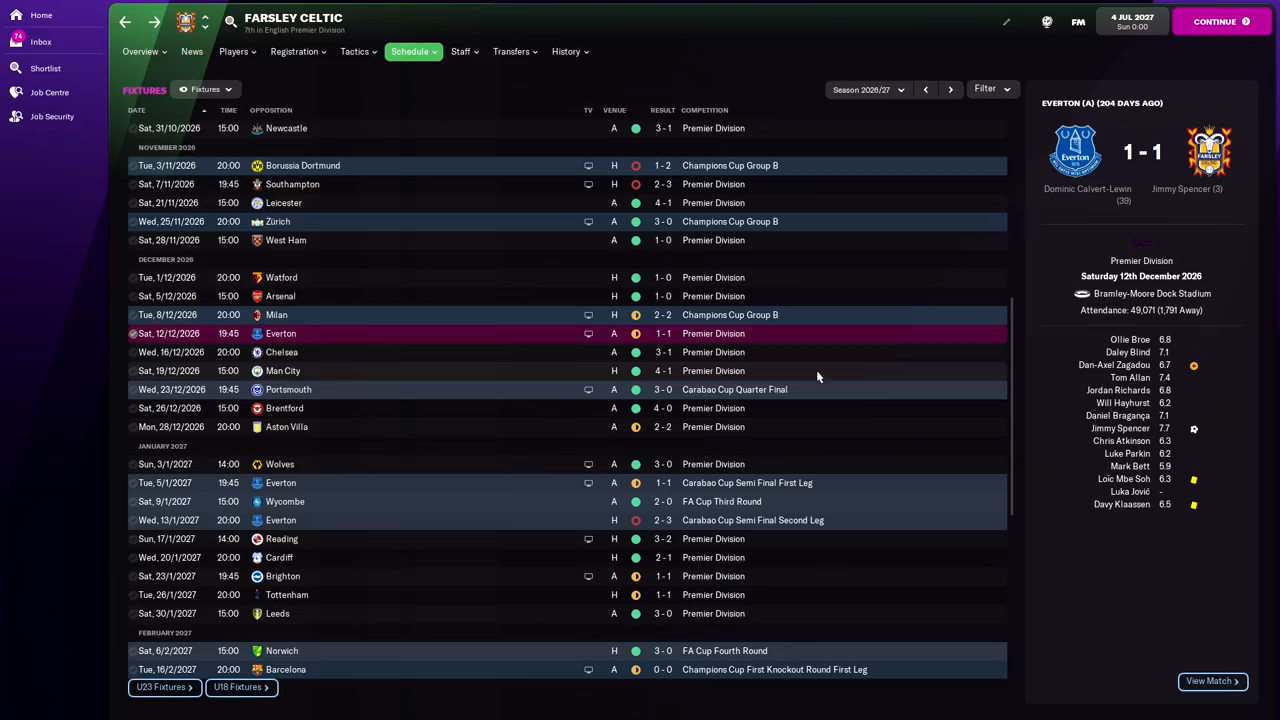 Home
74
Inbox
Shortlist
Job Centre
Job Security
FARSLEY CELTIC
7th in English Premier Division
FM
4 JUL 2027
Sun 0:00
CONTINUE
Overview News Players Registration Tactics Schedule Staff Transfers History
FIXTURES Fixtures Season 2026/27 Filter
DATE TIME OPPOSITION TV VENUE RESULT COMPETITION
Sat, 31/10/2026 15:00 Newcastle A 3 - 1 Premier Division
NOVEMBER 2026
Tue, 3/11/2026 20:00 Borussia Dortmund H 1 - 2 Champions Cup Group B
Sat, 7/11/2026 19:45 Southampton H 2 - 3 Premier Division
Sat, 21/11/2026 15:00 Leicester A 4 - 1 Premier Division
Wed, 25/11/2026 20:00 Zürich A 3 - 0 Champions Cup Group B
Sat, 28/11/2026 15:00 West Ham A 1 - 0 Premier Division
DECEMBER 2026
Tue, 1/12/2026 20:00 Watford H 1 - 0 Premier Division
Sat, 5/12/2026 15:00 Arsenal H 1 - 0 Premier Division
Tue, 8/12/2026 20:00 Milan H 2 - 2 Champions Cup Group B
Sat, 12/12/2026 19:45 Everton A 1 - 1 Premier Division
Wed, 16/12/2026 20:00 Chelsea A 3 - 1 Premier Division
Sat, 19/12/2026 15:00 Man City H 4 - 1 Premier Division
Wed, 23/12/2026 19:45 Portsmouth A 3 - 0 Carabao Cup Quarter Final
Sat, 26/12/2026 15:00 Brentford A 4 - 0 Premier Division
Mon, 28/12/2026 20:00 Aston Villa A 2 - 2 Premier Division
JANUARY 2027
Sun, 3/1/2027 14:00 Wolves A 3 - 0 Premier Division
Tue, 5/1/2027 19:45 Everton A 1 - 1 Carabao Cup Semi Final First Leg
Sat, 9/1/2027 15:00 Wycombe A 2 - 0 FA Cup Third Round
Wed, 13/1/2027 20:00 Everton H 2 - 3 Carabao Cup Semi Final Second Leg
Sun, 17/1/2027 14:00 Reading H 3 - 2 Premier Division
Wed, 20/1/2027 20:00 Cardiff H 2 - 1 Premier Division
Sat, 23/1/2027 19:45 Brighton A 1 - 1 Premier Division
Tue, 26/1/2027 20:00 Tottenham H 1 - 1 Premier Division
Sat, 30/1/2027 15:00 Leeds A 3 - 0 Premier Division
FEBRUARY 2027
Sat, 6/2/2027 15:00 Norwich H 3 - 0 FA Cup Fourth Round
Tue, 16/2/2027 20:00 Barcelona A 0 - 0 Champions Cup First Knockout Round First Leg
U23 Fixtures U18 Fixtures
EVERTON (A) (204 DAYS AGO)
Everton
1 - 1
FARSLEY
Dominic Calvert-Lewin Jimmy Spencer (3)
(39)
Premier Division
Saturday 12th December 2026
Bramley-Moore Dock Stadium
Attendance: 49,071 (1,791 Away)
Ollie Broe 6.8
Daley Blind 7.1
Dan-Axel Zagadou 6.7
Tom Allan 7.4
Jordan Richards 6.8
Will Hayhurst 6.2
Daniel Bragança 7.1
Jimmy Spencer 7.7
Chris Atkinson 6.3
Luke Parkin 6.2
Mark Bett 5.9
Loïc Mbe Soh 6.3
Luka Jović -
Davy Klaassen 6.5
View Match